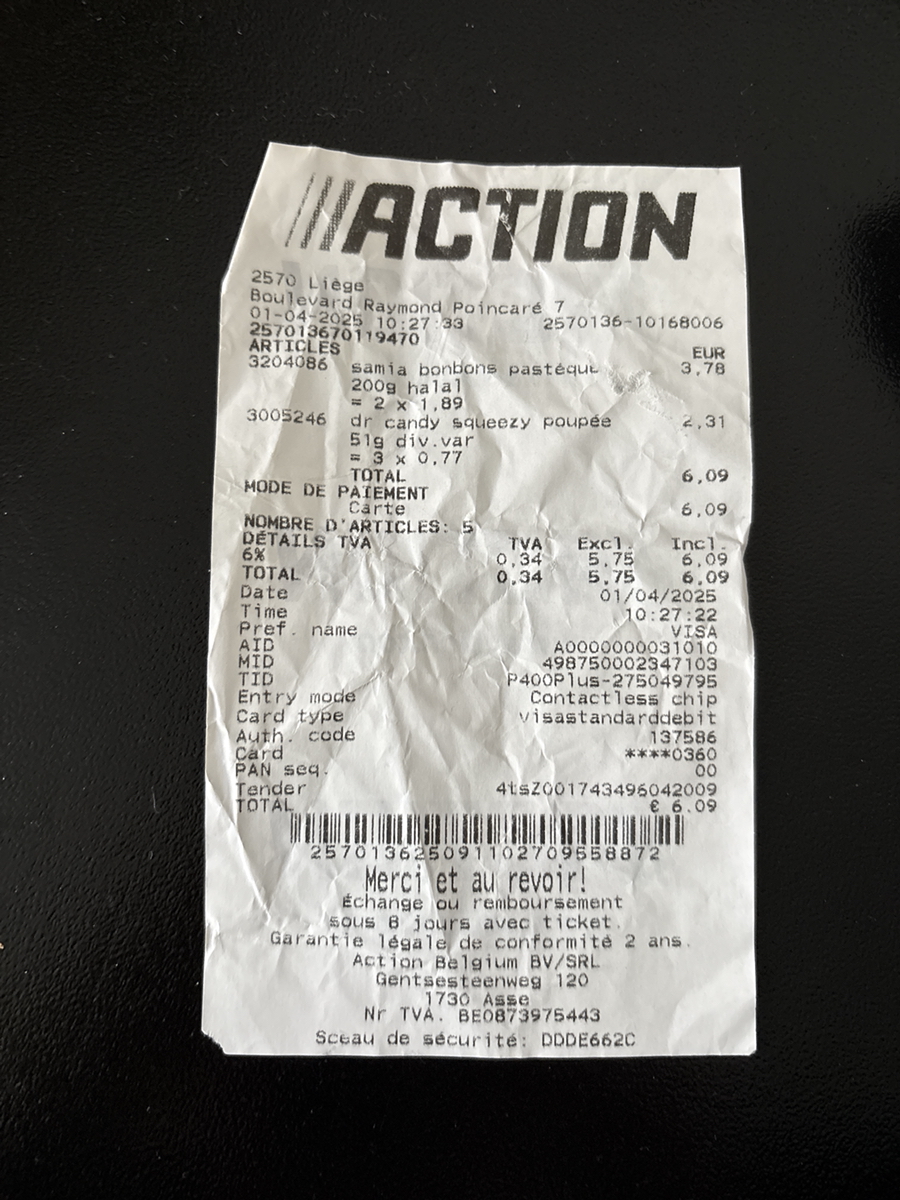 ACTION
2570 Liège
Boulevard Raymond Poincaré 7
01-04-2025 10:27:33 2570136-10168006
257013670119470
ARTICLES EUR
3204086 samia bonbons pastéqu 3,78
200g halal
= 2 x 1,89
3005246 dr candy squeezy poupée 2,31
51g div.var
= 3 x 0,77
TOTAL 6,09
MODE DE PAIEMENT
Carte 6,09
NOMBRE D'ARTICLES: 5
DÉTAILS TVA TVA Excl. Incl.
6% 0,34 5,75 6,09
TOTAL 0,34 5,75 6,09
Date 01/04/2025
Time 10:27:22
Pref. name VISA
AID A0000000031010
MID 498750002347103
TID P400Plus-275049795
Entry mode Contactless chip
Card type visastandarddebit
Auth. code 137586
Card ****0360
PAN seq. 00
Tender 4tsZ001743496042009
TOTAL € 6.09
257013625091102709558872
Merci et au revoir!
Échange ou remboursement
sous 8 jours avec ticket.
Garantie légale de conformité 2 ans.
Action Belgium BV/SRL
Gentsesteenweg 120
1730 Asse
Nr TVA. BE0873975443
Sceau de sécurité: DDDE662C